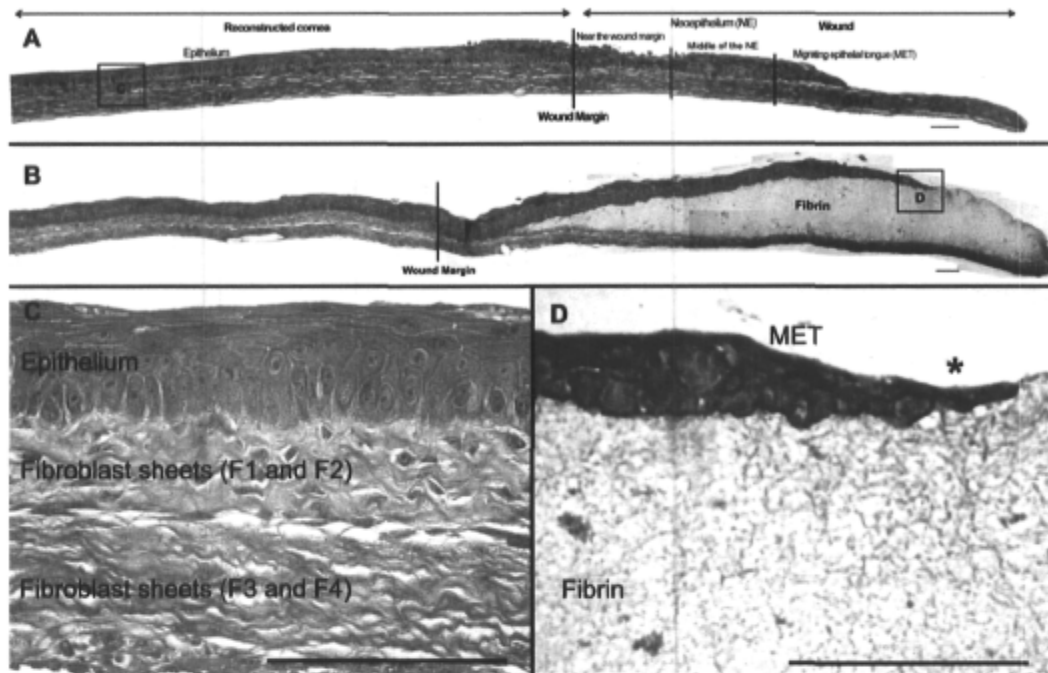 Reconstructed cornea
Neoepithelium (NE)
Wound
A
Epithelium
Near the wound margin
Middle of the NE
Migriting epithelial tongue (MET)
C
Wound Margin
B
Fibrin
D
Wound Margin
C
Epithelium
Fibroblast sheets (F1 and F2)
Fibroblast sheets (F3 and F4)
D
MET
*
Fibrin